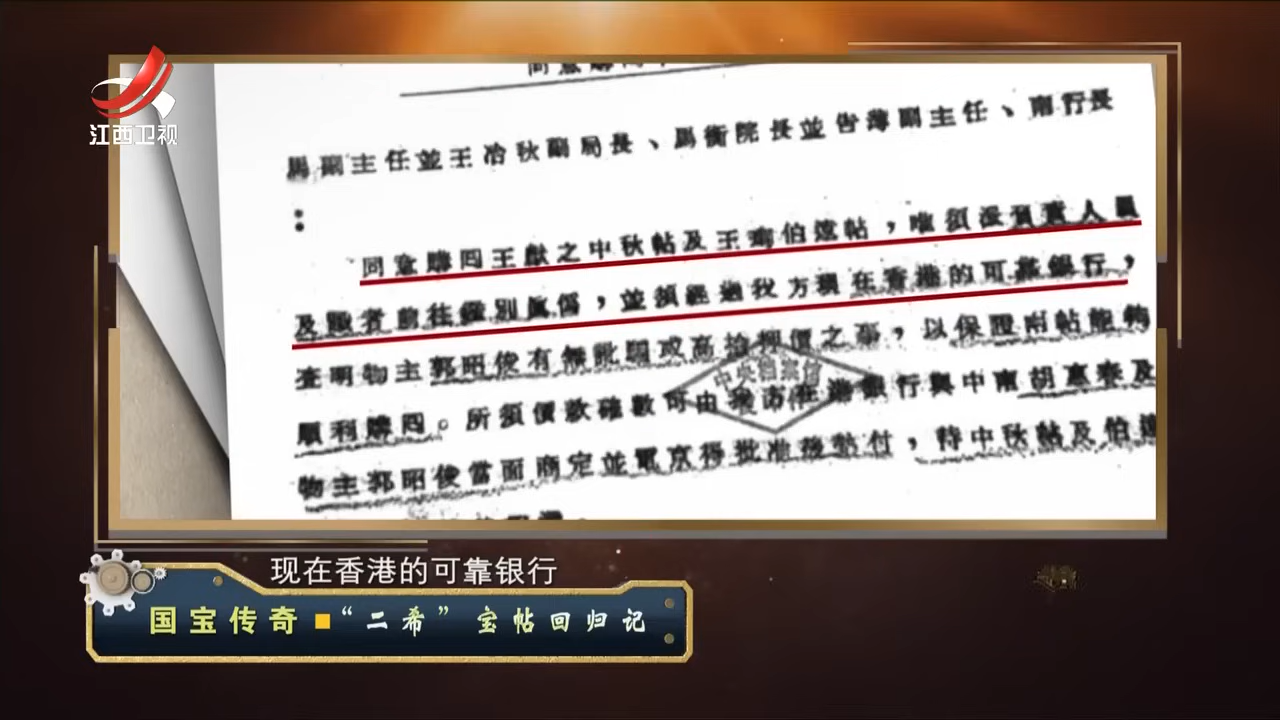 江西卫视
馬副主任並王冶秋副局長、馬衡院長並告薄副主任、南行長
：
同意購回王獻之中秋帖及王珣伯遠帖，唯須派負責人員
及識者前往鑑別真偽，並須經過我方現在香港的可靠銀行，
查明物主郭昭俊有無訛騙或高抬押價之事，以保證兩帖能夠
順利購回。所須價款確數可由我方在港銀行與中南胡惠春及
物主郭昭俊當面商定並電京得批准後始付，待中秋帖及伯遠
中央檔案館
现在香港的可靠银行
国宝传奇■“二希”宝帖回归记